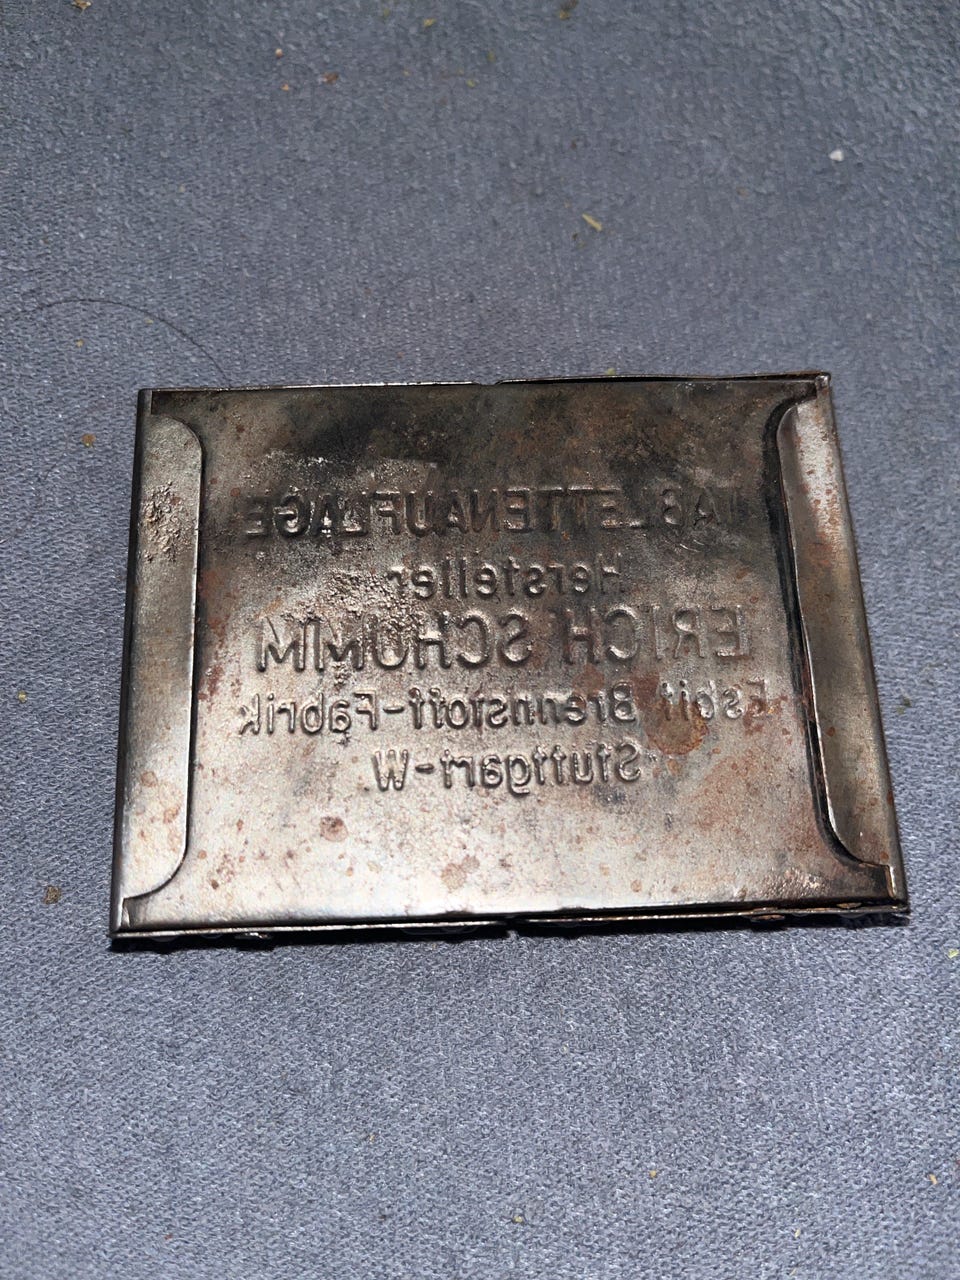 TABLETTENAUFLAGE
Hersteller
ERICH SCHUMM
Esbit Brennstoff-Fabrik
Stuttgart-W.